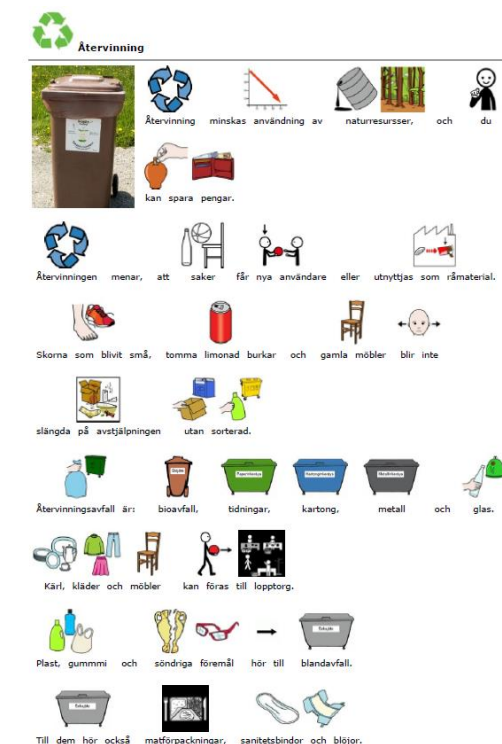 Återvinning
Återvinning minskas användning av naturresursser, och du
kan spara pengar.
Återvinningen menar, att saker får nya användare eller utnyttjas som råmaterial.
Skorna som blivit små, tomma limonad burkar och gamla möbler blir inte
slängda på avstjälpningen utan sorterad.
Återvinningsavfall är: bioavfall, tidningar, kartong, metall och glas.
Kärl, kläder och möbler kan föras till lopptorg.
Plast, gummmi och söndriga föremål hör till blandavfall.
Till dem hör också matförpackningar, sanitetsbindor och blöjor.